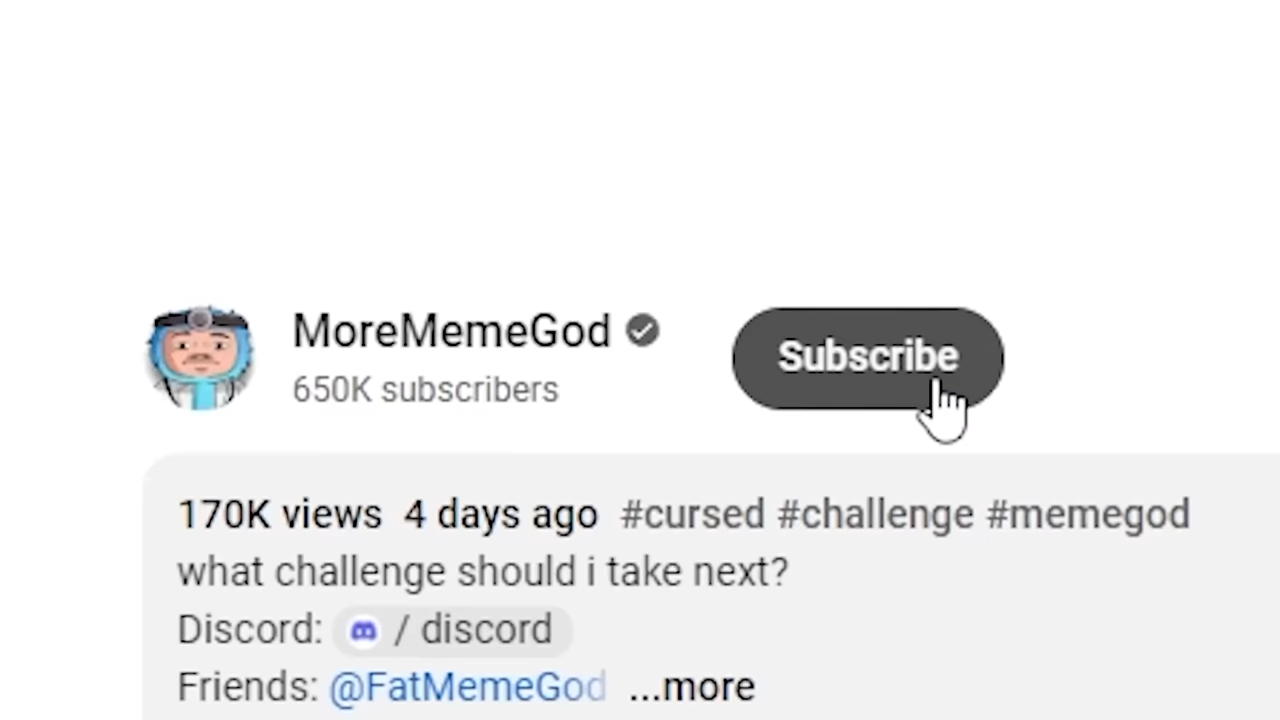 MoreMemeGod
650K subscribers
Subscribe
170K views 4 days ago #cursed #challenge #memegod
what challenge should i take next?
Discord: / discord
Friends: @FatMemeGod ...more